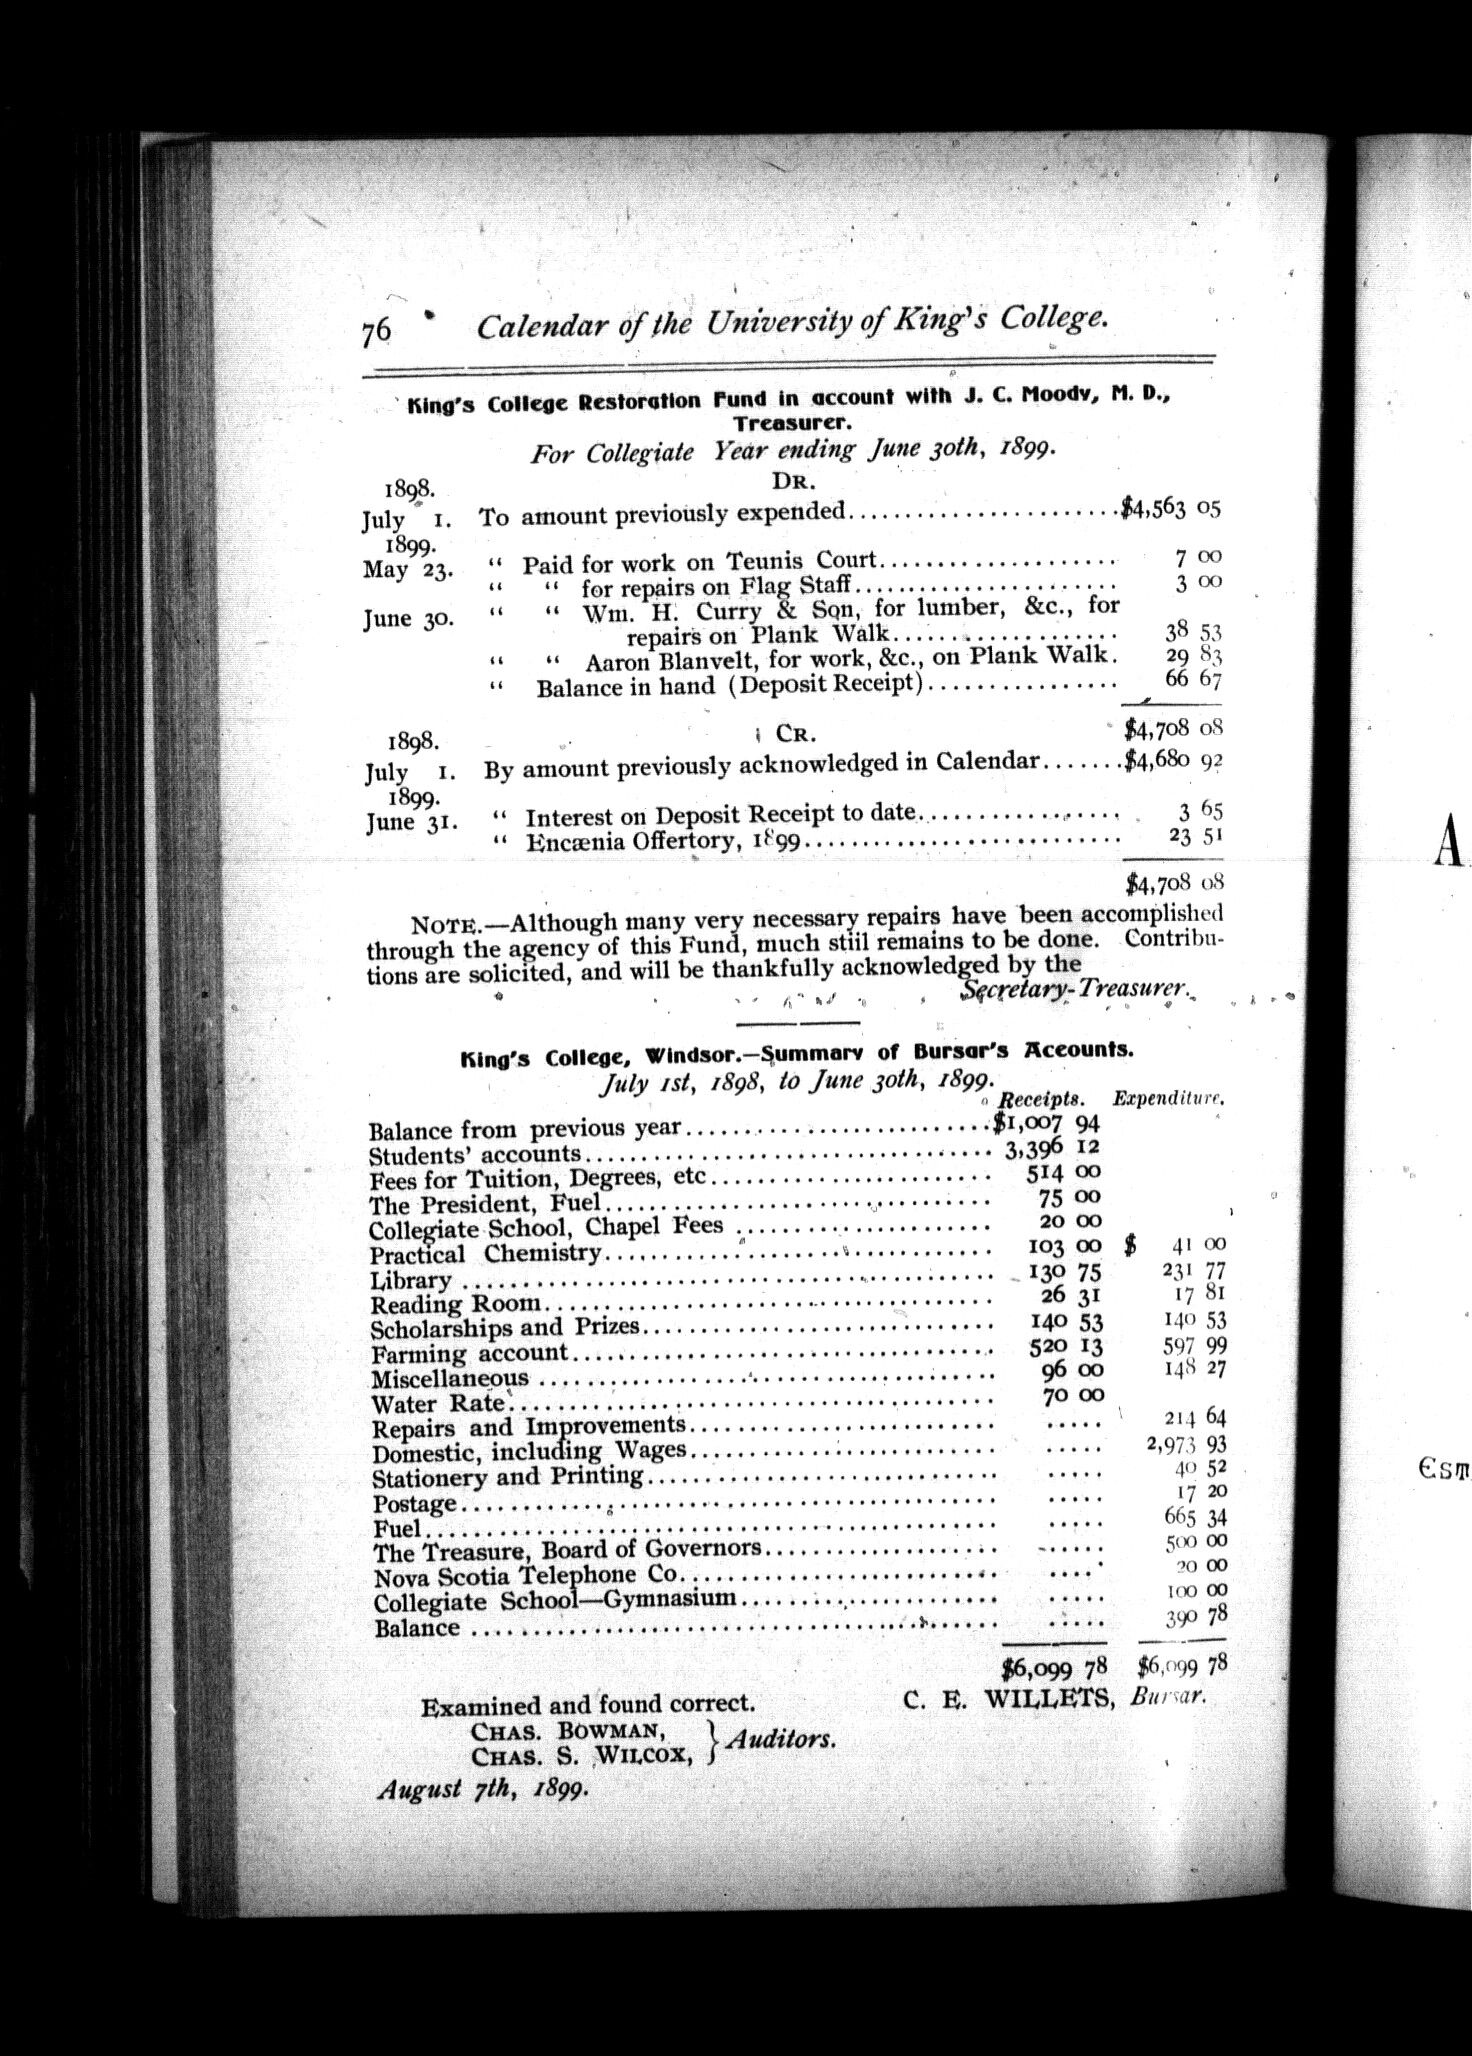 76 Calendar of the University of King's College.
King's College Restoration Fund in account with J. C. Moody, M. D.,
Treasurer.
For Collegiate Year ending June 30th, 1899.
1898. DR.
July 1. To amount previously expended........................$4,563 05
1899.
May 23. " Paid for work on Teunis Court..................... 7 00
" " for repairs on Flag Staff....................... 3 00
June 30. " " Wm. H. Curry & Son, for lumber, &c., for
repairs on Plank Walk.................... 38 53
" " Aaron Blanvelt, for work, &c., on Plank Walk. 29 83
" Balance in hand (Deposit Receipt)................. 66 67
$4,708 08
1898. CR.
July 1. By amount previously acknowledged in Calendar.......$4,680 92
1899.
June 31. " Interest on Deposit Receipt to date.................. 3 65
" Encænia Offertory, 1899............................ 23 51
$4,708 08
NOTE.—Although many very necessary repairs have been accomplished
through the agency of this Fund, much stiil remains to be done. Contribu-
tions are solicited, and will be thankfully acknowledged by the
Secretary-Treasurer.
King's College, Windsor.—Summary of Bursar's Aceounts.
July 1st, 1898, to June 30th, 1899.
Receipts. Expenditure.
Balance from previous year...........................$1,007 94
Students' accounts.................................... 3,396 12
Fees for Tuition, Degrees, etc......................... 514 00
The President, Fuel................................... 75 00
Collegiate School, Chapel Fees ....................... 20 00
Practical Chemistry................................... 103 00 $ 41 00
Library .............................................. 130 75 231 77
Reading Room........................................ 26 31 17 81
Scholarships and Prizes............................... 140 53 140 53
Farming account..................................... 520 13 597 99
Miscellaneous ........................................ 96 00 148 27
Water Rate.......................................... 70 00
Repairs and Improvements........................... ..... 214 64
Domestic, including Wages........................... ..... 2,973 93
Stationery and Printing............................... ..... 40 52
Postage.............................................. ..... 17 20
Fuel................................................. ..... 665 34
The Treasure, Board of Governors..................... ...... 500 00
Nova Scotia Telephone Co............................. .... 20 00
Collegiate School—Gymnasium....................... ..... 100 00
Balance ............................................. ..... 390 78
$6,099 78 $6,099 78
Examined and found correct. C. E. WILLETS, Bursar.
CHAS. BOWMAN,
CHAS. S. WILCOX, } Auditors.
August 7th, 1899.
A
Esт